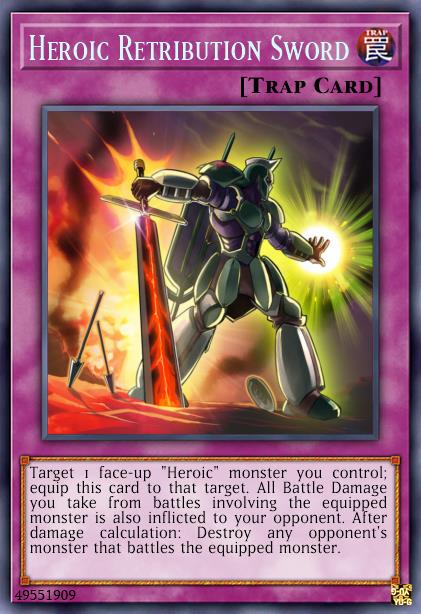 Heroic Retribution Sword
TRAP
罠
[Trap Card]
Target 1 face-up "Heroic" monster you control;
equip this card to that target. All Battle Damage
you take from battles involving the equipped
monster is also inflicted to your opponent. After
damage calculation: Destroy any opponent's
monster that battles the equipped monster.
49551909